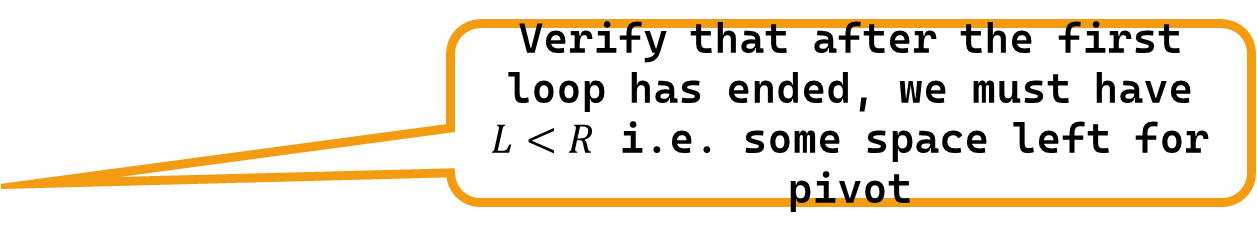 Verify that after the first
loop has ended, we must have
L < R i.e. some space left for
pivot